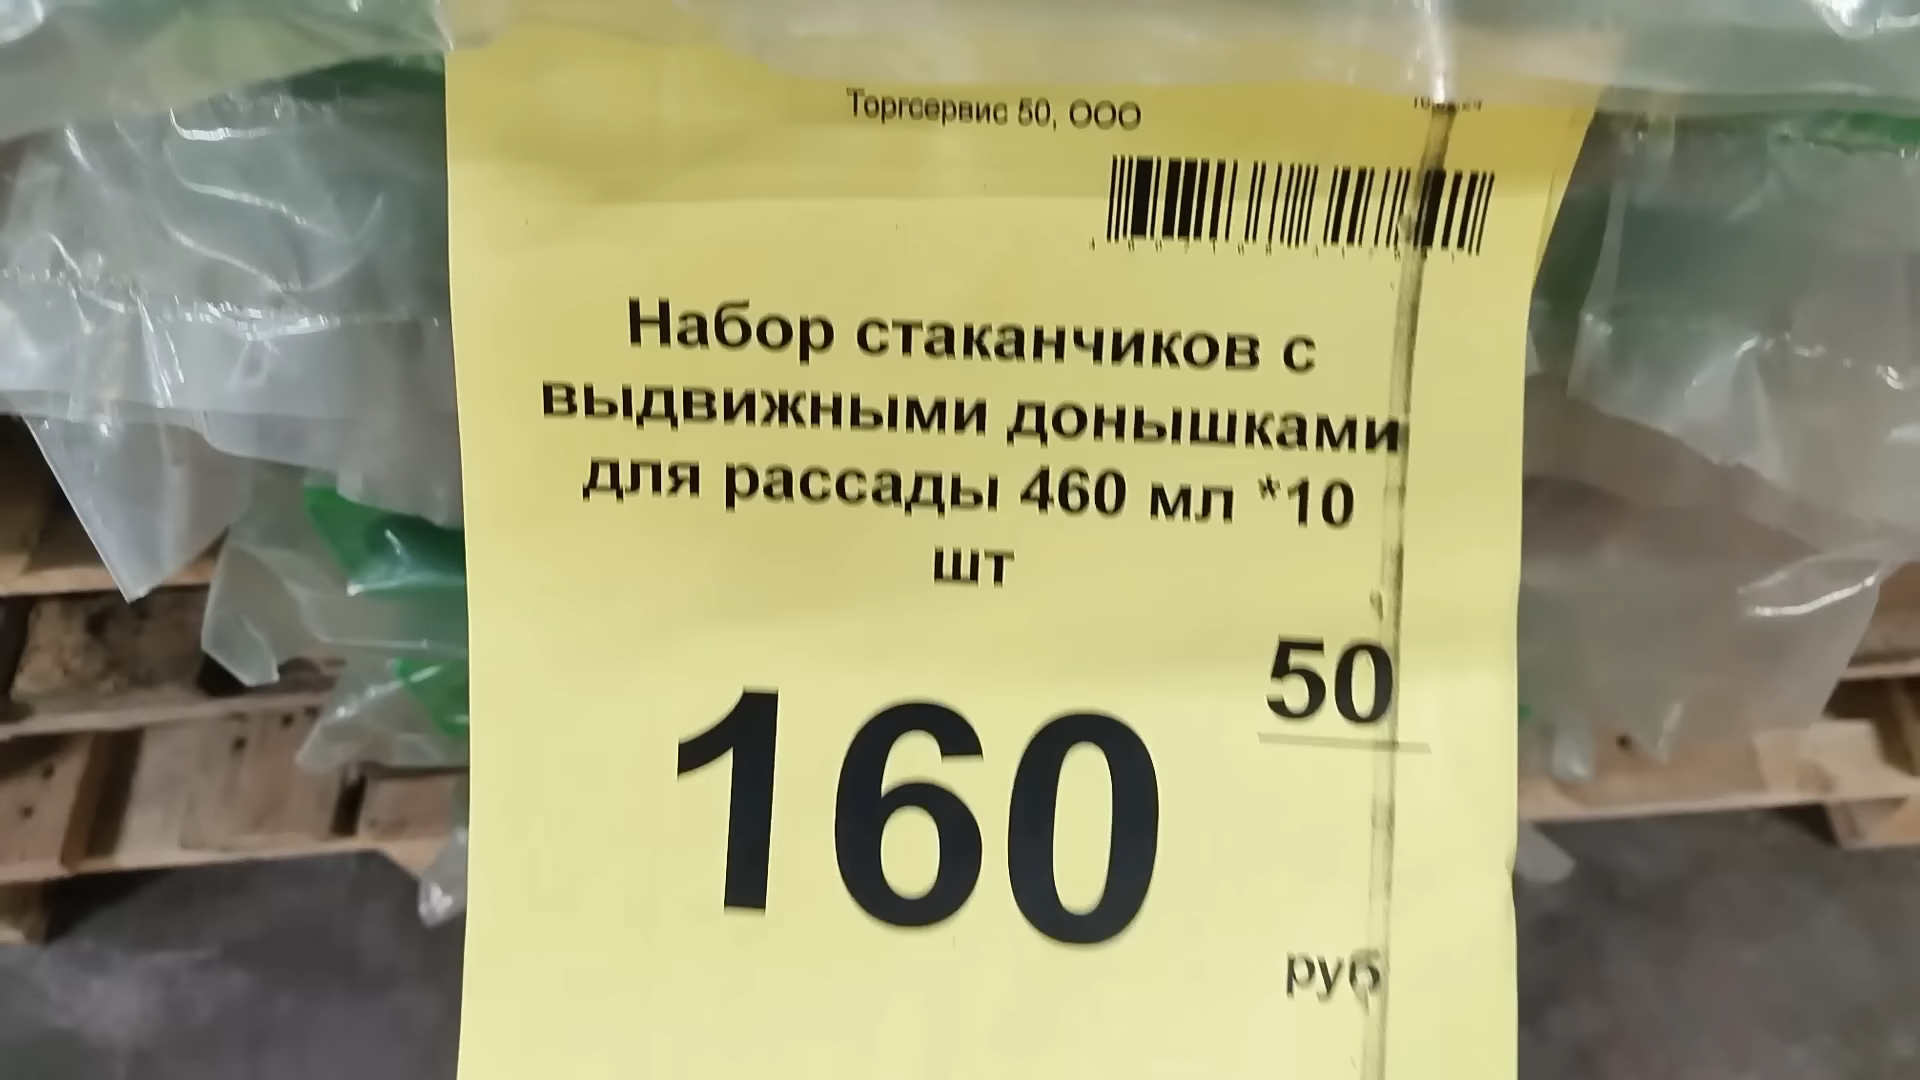 Торгсервис 50, ООО
Набор стаканчиков с
выдвижными донышками
для рассады 460 мл *10
шт
160
50
руб